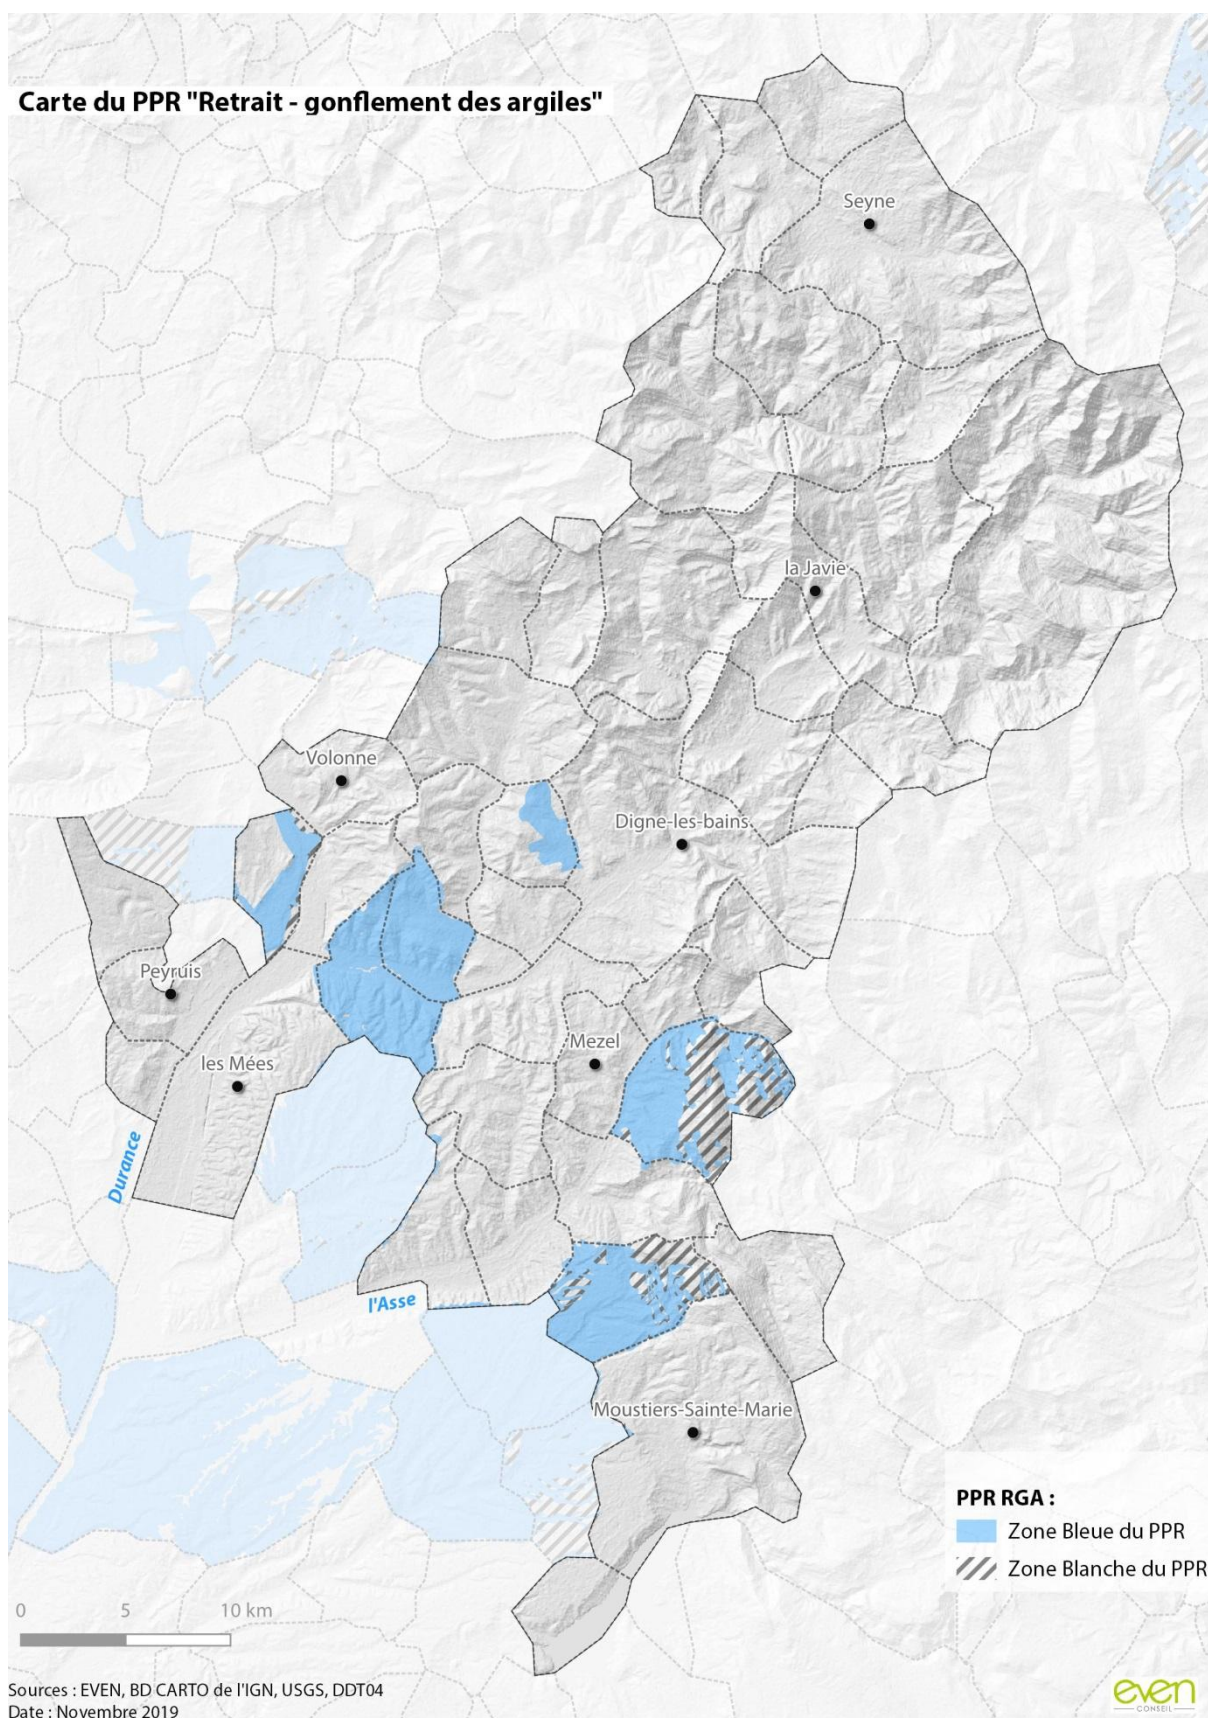 Carte du PPR "Retrait - gonflement des argiles"
Seyne
la Javie
Volonne
Digne-les-bains
Peyruis
Mezel
les Mées
Durance
l'Asse
Moustiers-Sainte-Marie
PPR RGA :
Zone Bleue du PPR
Zone Blanche du PPR
0 5 10 km
Sources : EVEN, BD CARTO de l'IGN, USGS, DDT04
Date : Novembre 2019
even
CONSEIL